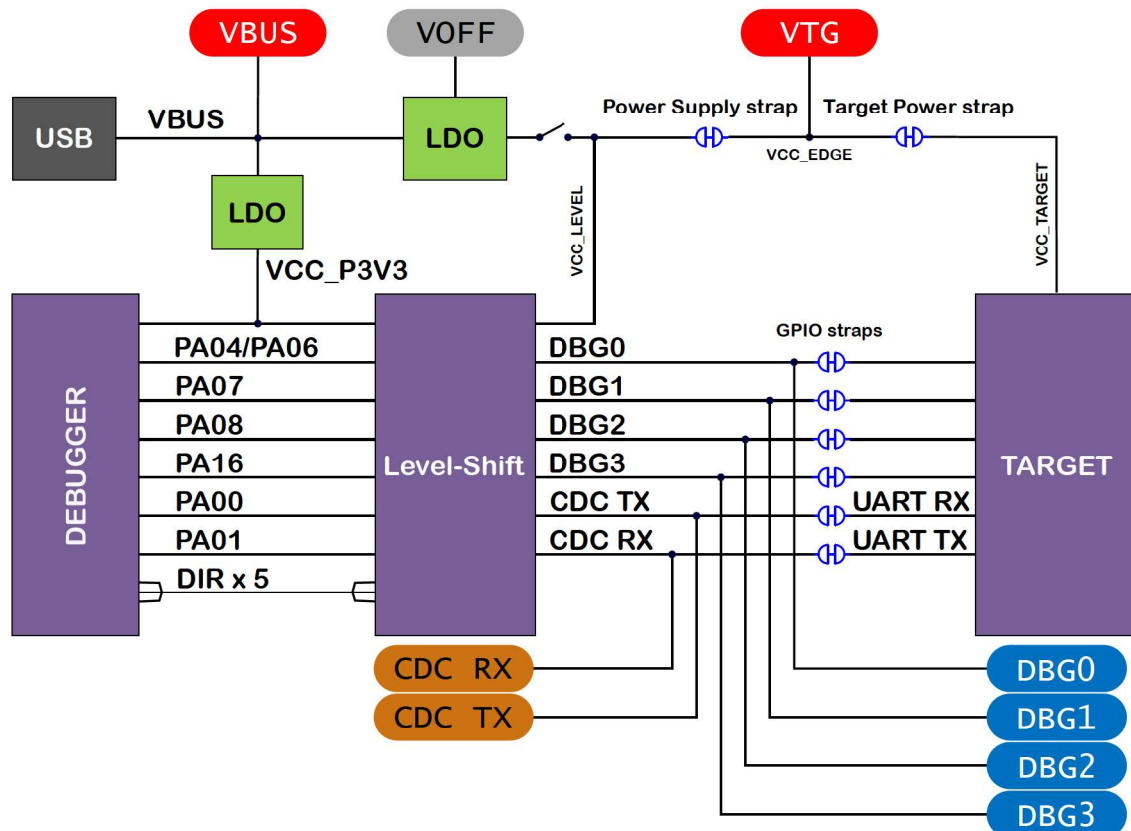 VBUS
VOFF
VTG
USB
VBUS
LDO
Power Supply strap
Target Power strap
VCC_EDGE
LDO
VCC_LEVEL
VCC_TARGET
VCC_P3V3
DEBUGGER
PA04/PA06
PA07
PA08
PA16
PA00
PA01
DIR x 5
Level-Shift
DBG0
DBG1
DBG2
DBG3
CDC TX
CDC RX
GPIO straps
UART RX
UART TX
TARGET
CDC RX
CDC TX
DBG0
DBG1
DBG2
DBG3